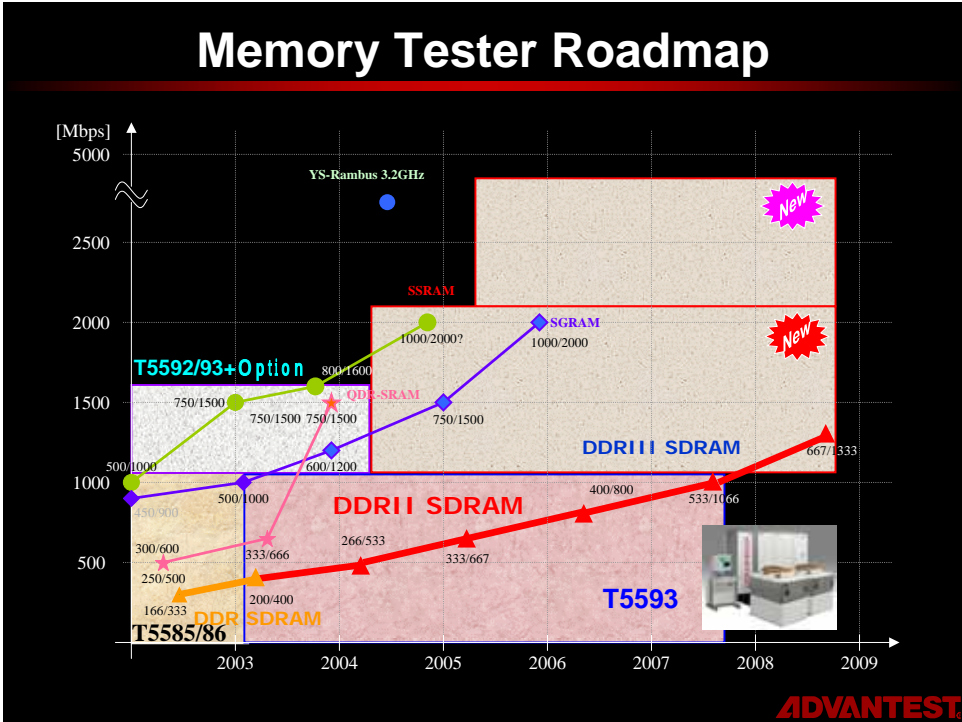 Memory Tester Roadmap
[Mbps]
5000
YS-Rambus 3.2GHz
New
2500
SSRAM
2000
SGRAM
1000/2000?
1000/2000
New
T5592/93+Option
800/1600
QDR-SRAM
1500
750/1500
750/1500
750/1500
750/1500
DDRIII SDRAM
667/1333
600/1200
500/1000
1000
450/900
500/1000
DDRII SDRAM
400/800
533/1066
300/600
333/666
266/533
333/667
500
250/500
166/333
200/400
T5593
DDR SDRAM
T5585/86
2003
2004
2005
2006
2007
2008
2009
ADVANTEST